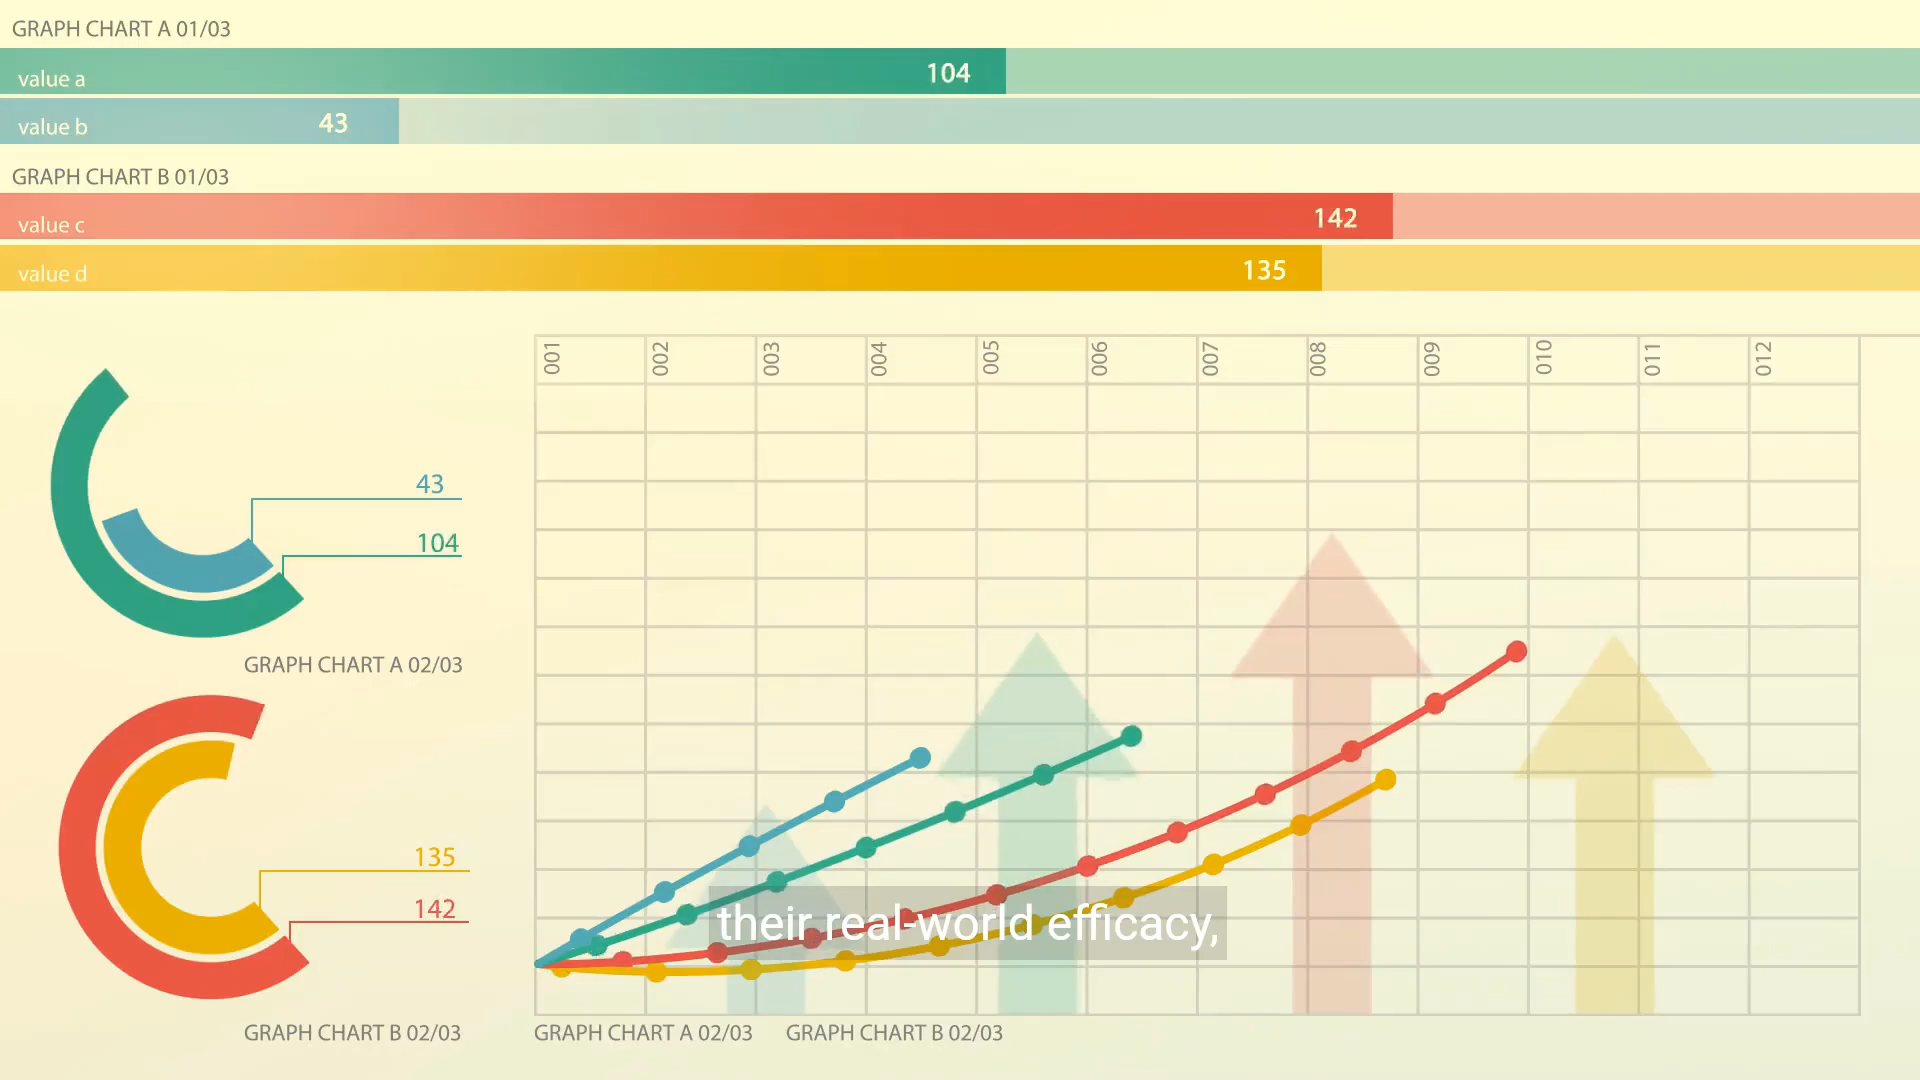 GRAPH CHART A 01/03
value a 104
value b 43
GRAPH CHART B 01/03
value c 142
value d 135
001 002 003 004 005 006 007 008 009 010 011 012
43
104
GRAPH CHART A 02/03
135
142
GRAPH CHART B 02/03
their real-world efficacy,
GRAPH CHART A 02/03 GRAPH CHART B 02/03